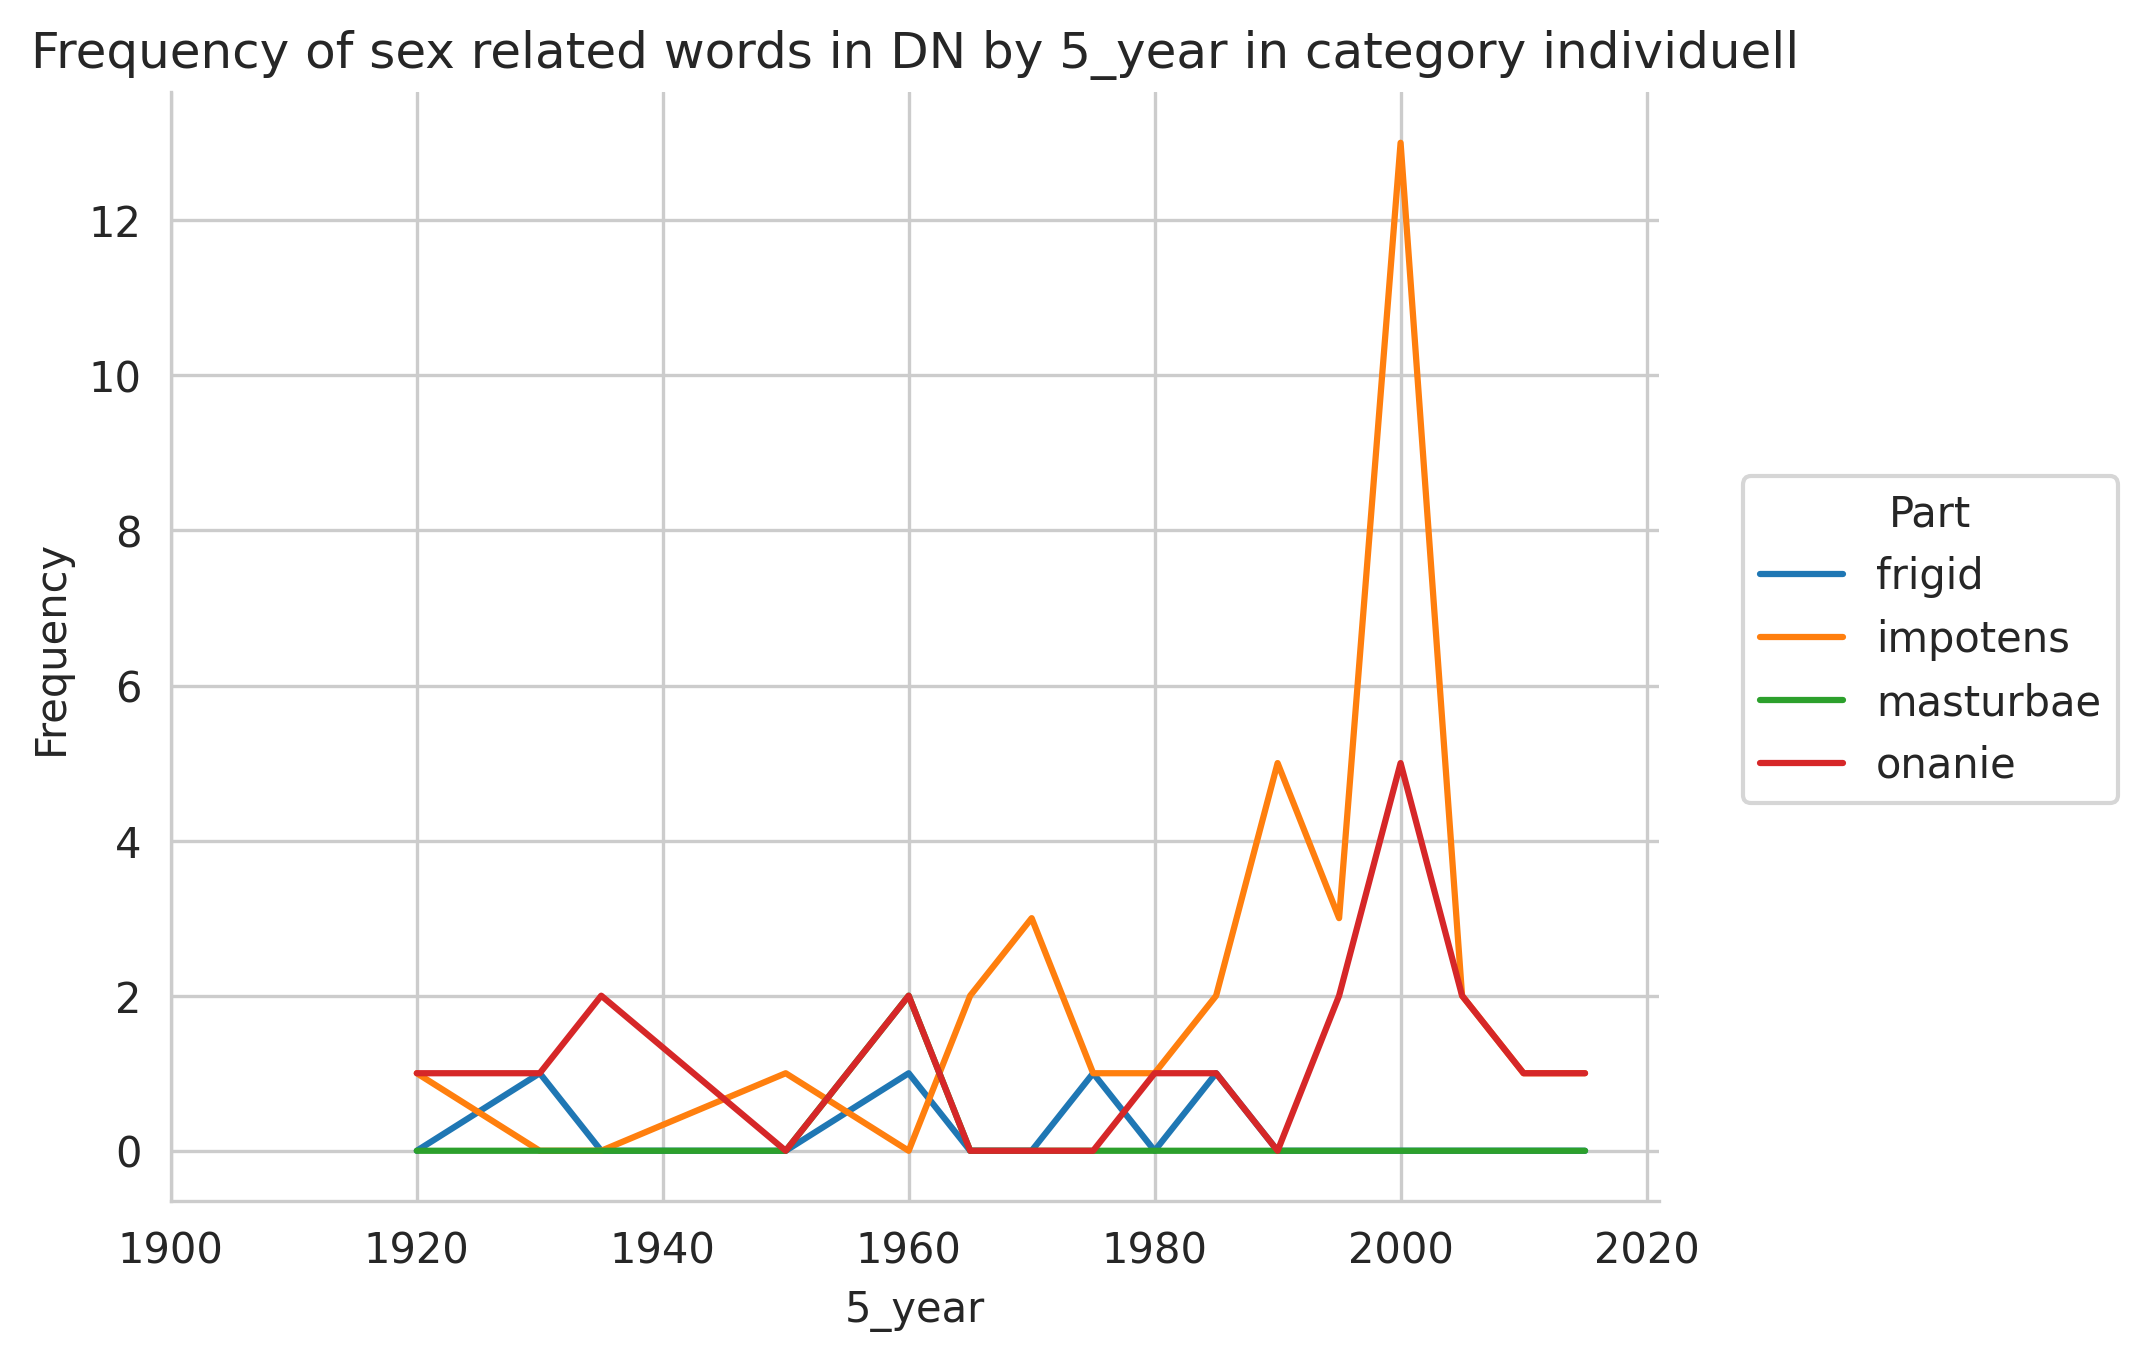 Frequency of sex related words in DN by 5_year in category individuell
Frequency
12
10
8
6
4
2
0
1900 1920 1940 1960 1980 2000 2020
5_year
Part
frigid
impotens
masturbae
onanie